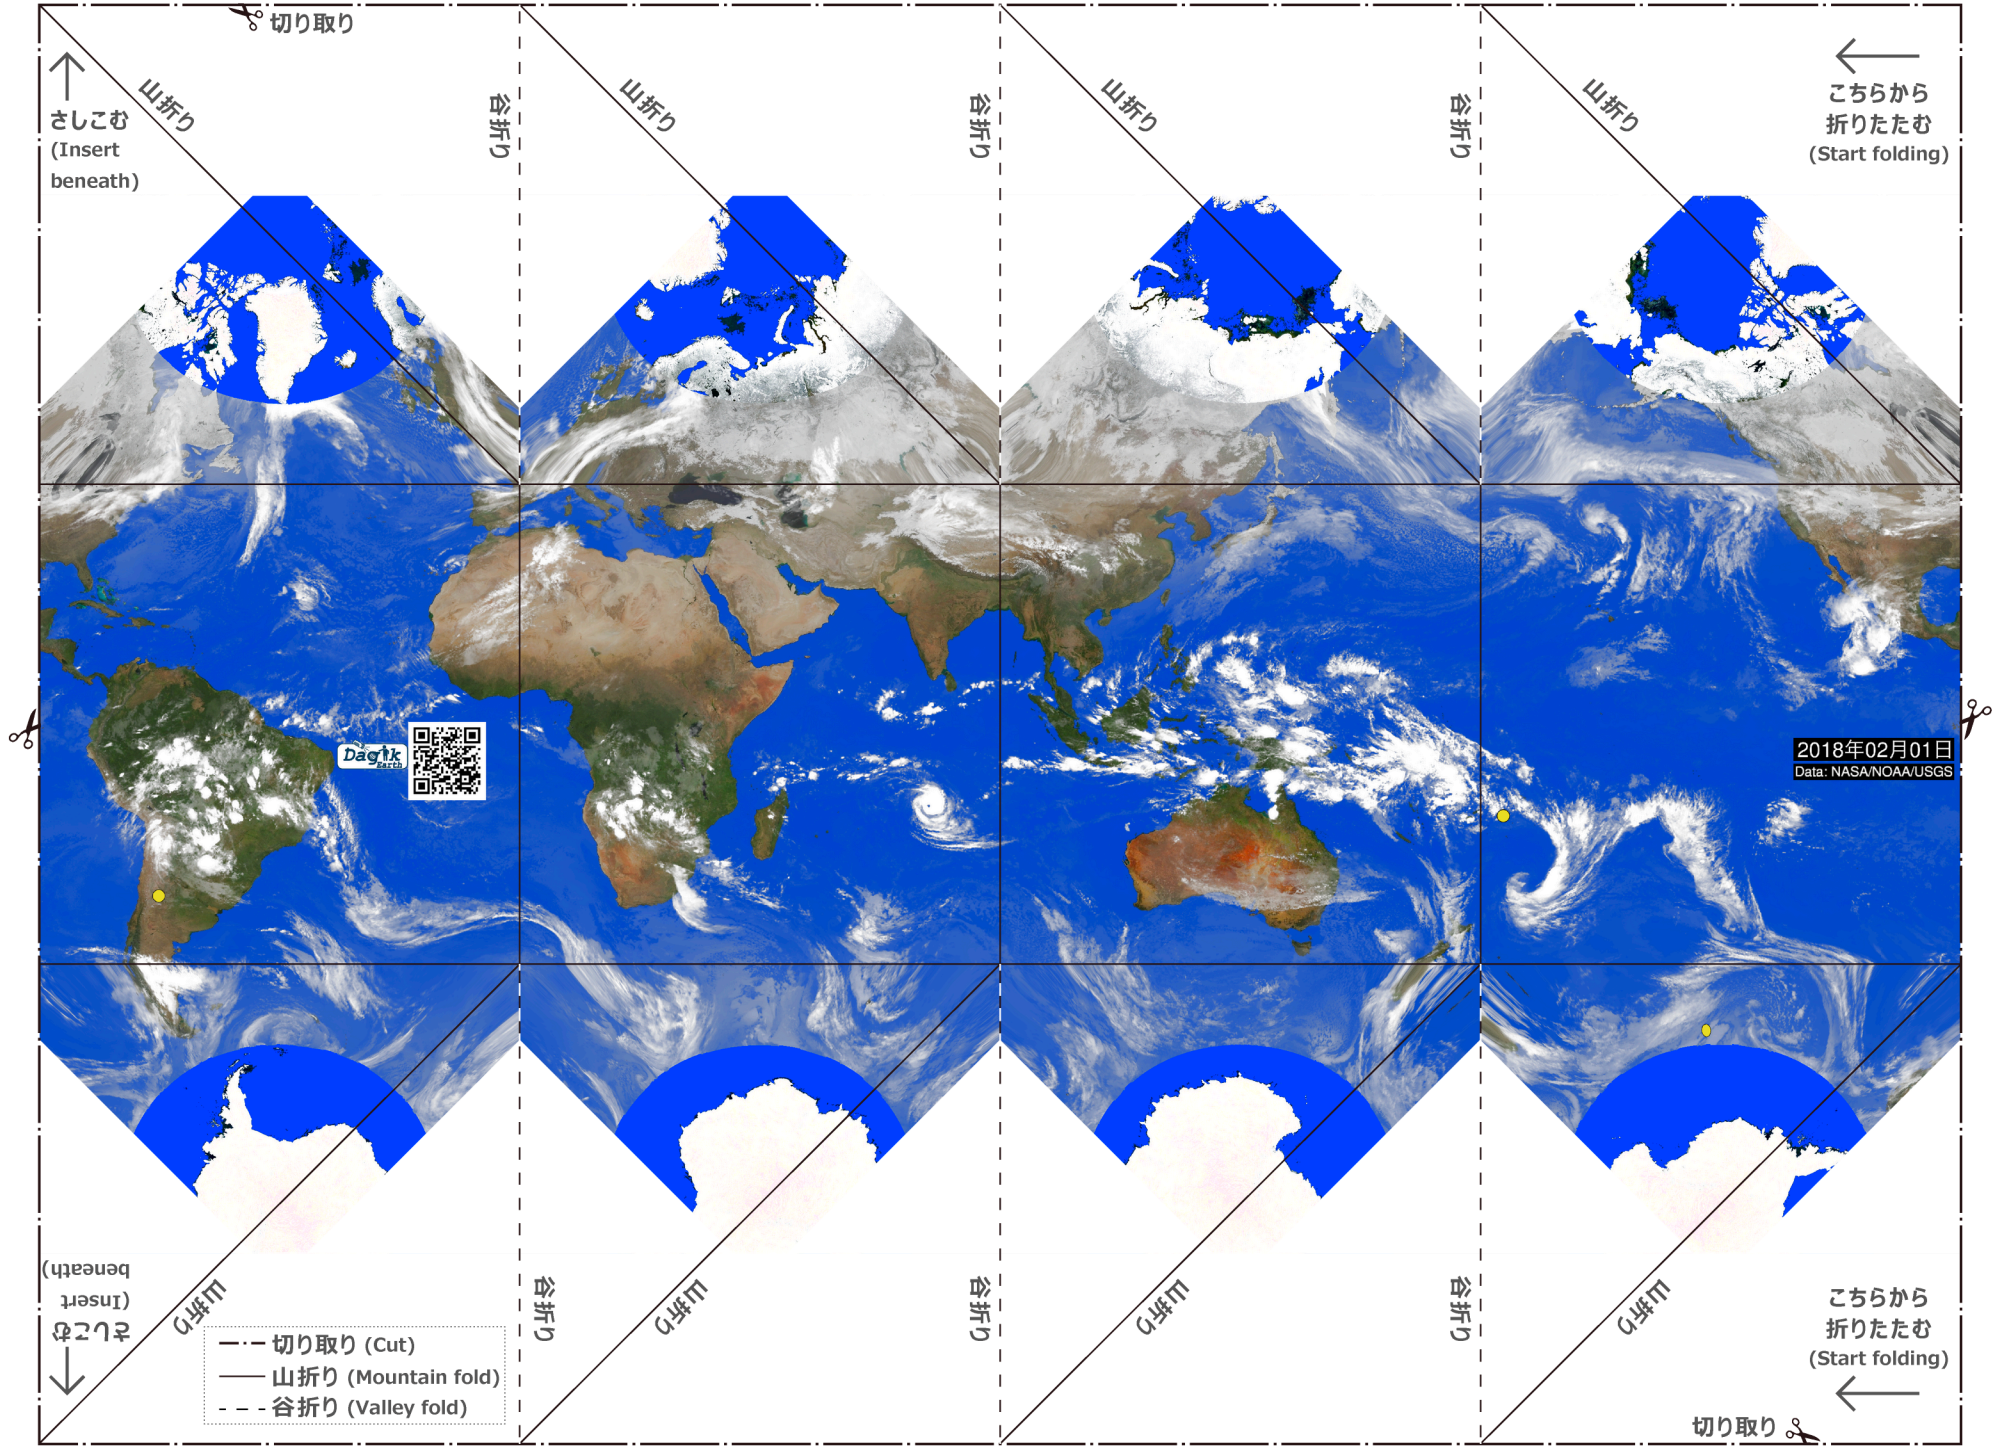 切り取り
山折り
谷折り
山折り
谷折り
山折り
谷折り
山折り
こちらから
折りたたむ
(Start folding)
さしこむ
(Insert
beneath)
Dagik
Earth
2018年02月01日
Data: NASA/NOAA/USGS
さしこむ
(Insert
beneath)
山折り
谷折り
山折り
谷折り
山折り
谷折り
山折り
こちらから
折りたたむ
(Start folding)
切り取り (Cut)
山折り (Mountain fold)
谷折り (Valley fold)
切り取り